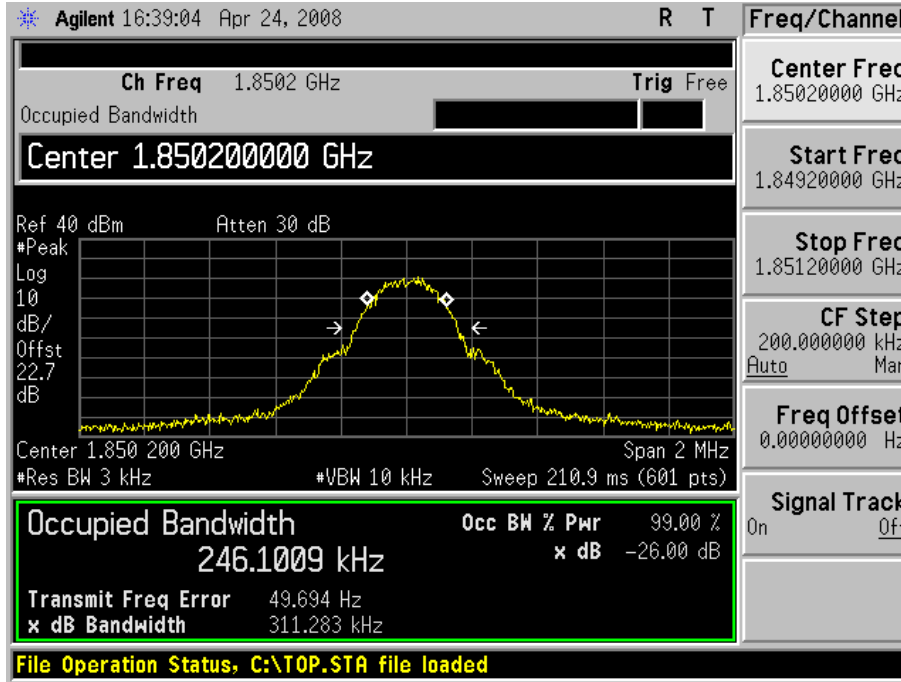 Agilent 16:39:04 Apr 24, 2008 R T
Ch Freq 1.8502 GHz Trig Free
Occupied Bandwidth
Center 1.850200000 GHz
Ref 40 dBm Atten 30 dB
#Peak
Log
10
dB/
Offst
22.7
dB
Center 1.850 200 GHz Span 2 MHz
#Res BW 3 kHz #VBW 10 kHz Sweep 210.9 ms (601 pts)
Occupied Bandwidth
246.1009 kHz
Occ BW % Pwr 99.00 %
x dB -26.00 dB
Transmit Freq Error 49.694 Hz
x dB Bandwidth 311.283 kHz
File Operation Status, C:\TOP.STA file loaded
Freq/Channel
Center Freq
1.85020000 GHz
Start Freq
1.84920000 GHz
Stop Freq
1.85120000 GHz
CF Step
200.000000 kHz
Auto Man
Freq Offset
0.00000000 Hz
Signal Track
On Off